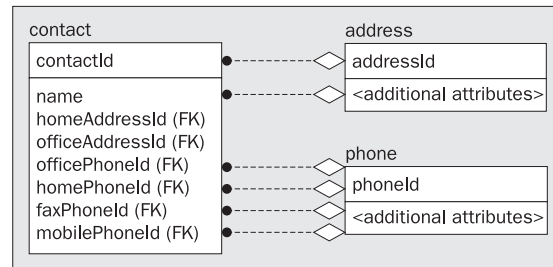 contact
contactId
name
homeAddressId (FK)
officeAddressId (FK)
officePhoneId (FK)
homePhoneId (FK)
faxPhoneId (FK)
mobilePhoneId (FK)
address
addressId
<additional attributes>
phone
phoneId
<additional attributes>